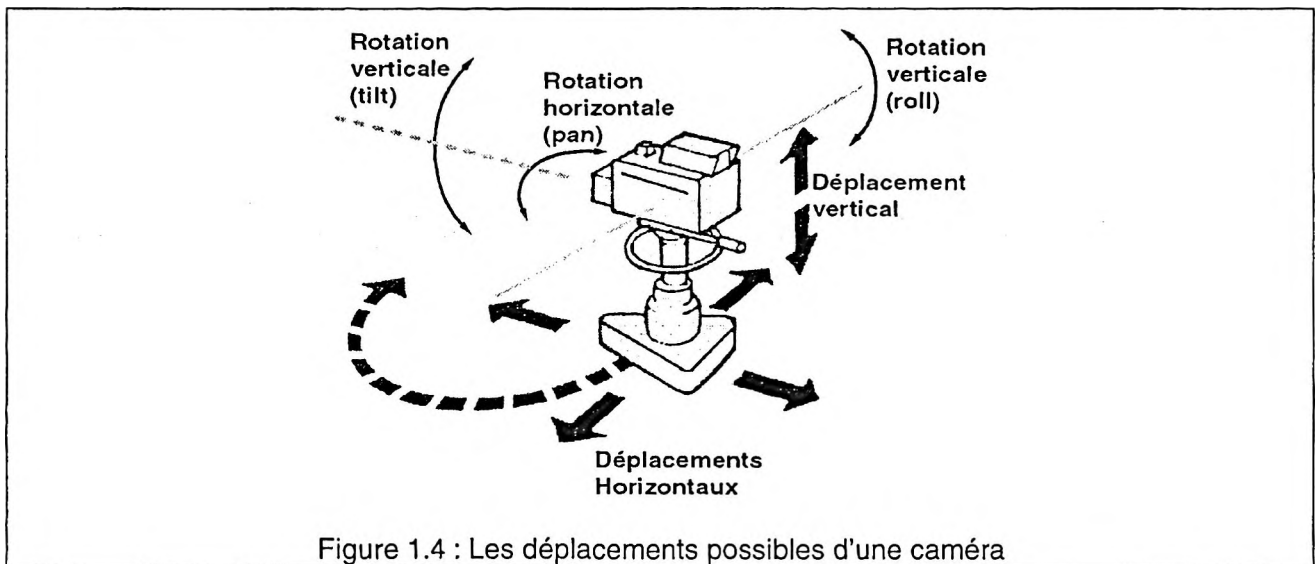 Rotation
verticale
(tilt)
Rotation
horizontale
(pan)
Rotation
verticale
(roll)
Déplacement
vertical
Déplacements
Horizontaux
Figure 1.4 : Les déplacements possibles d'une caméra